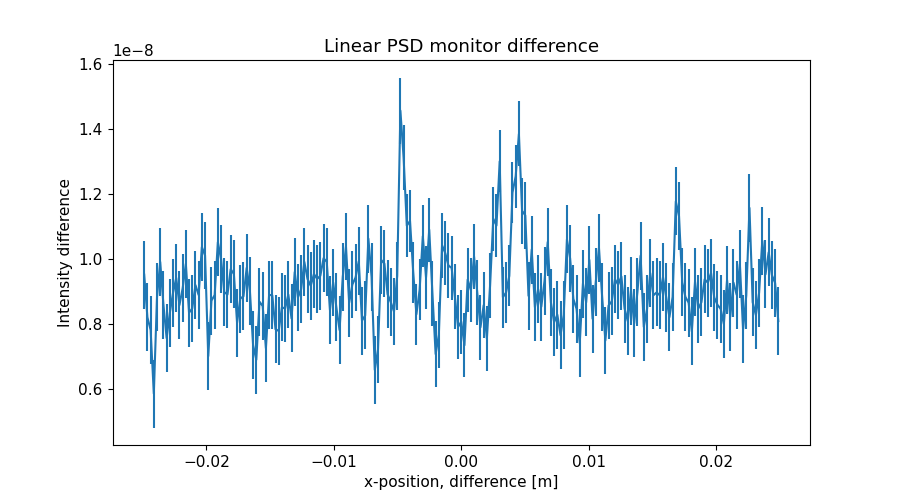 Linear PSD monitor difference
1e−8
1.6
1.4
1.2
1.0
0.8
0.6
Intensity difference
−0.02 −0.01 0.00 0.01 0.02
x-position, difference [m]